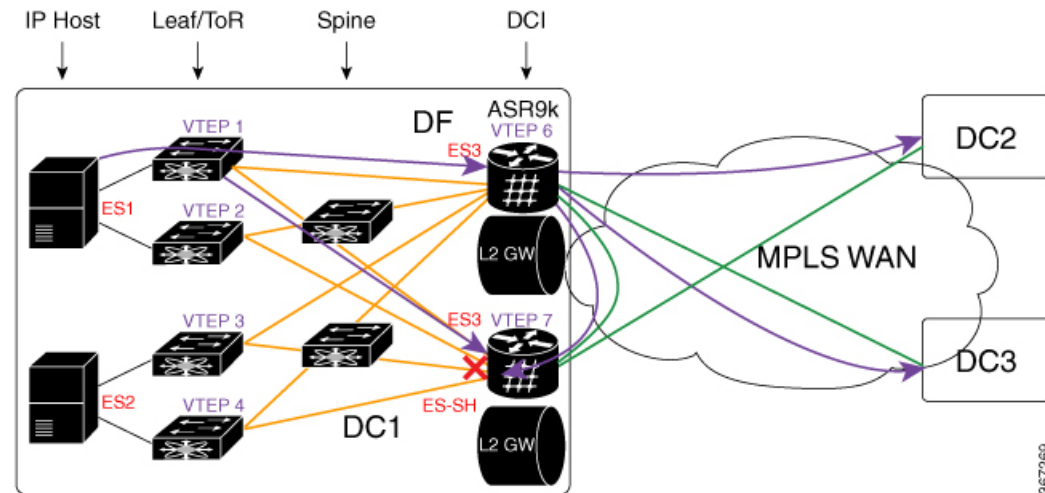 IP Host
Leaf/ToR
Spine
DCI
DF
ASR9k
VTEP 1
VTEP 6
ES3
DC2
ES1
VTEP 2
L2 GW
MPLS WAN
VTEP 3
ES3
VTEP 7
DC3
ES2
ES-SH
VTEP 4
DC1
L2 GW
367269